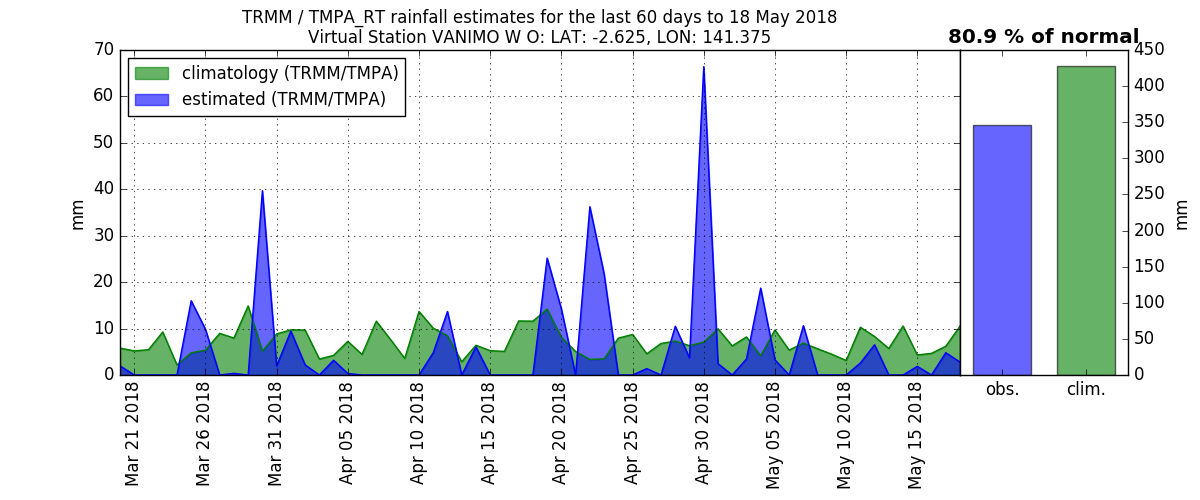 TRMM / TMPA_RT rainfall estimates for the last 60 days to 18 May 2018
Virtual Station VANIMO W O: LAT: -2.625, LON: 141.375
80.9 % of normal
climatology (TRMM/TMPA)
estimated (TRMM/TMPA)
70
60
50
40
30
20
10
0
mm
Mar 21 2018
Mar 26 2018
Mar 31 2018
Apr 05 2018
Apr 10 2018
Apr 15 2018
Apr 20 2018
Apr 25 2018
Apr 30 2018
May 05 2018
May 10 2018
May 15 2018
450
400
350
300
250
200
150
100
50
0
mm
obs.
clim.